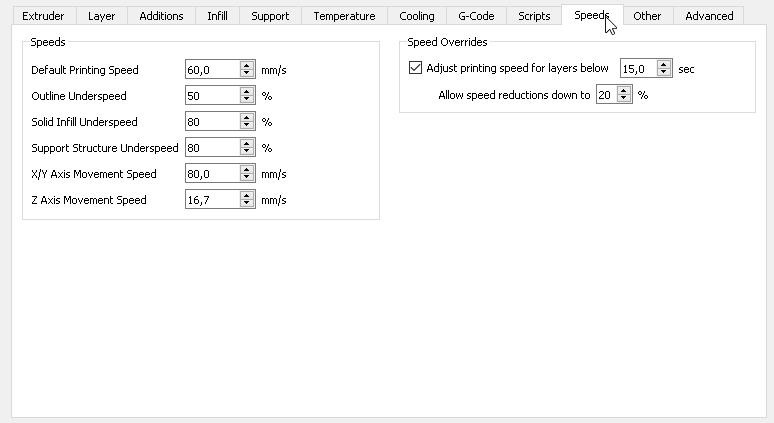 Extruder Layer Additions Infill Support Temperature Cooling G-Code Scripts Speeds Other Advanced
Speeds
Default Printing Speed 60,0 mm/s
Outline Underspeed 50 %
Solid Infill Underspeed 80 %
Support Structure Underspeed 80 %
X/Y Axis Movement Speed 80,0 mm/s
Z Axis Movement Speed 16,7 mm/s
Speed Overrides
Adjust printing speed for layers below 15,0 sec
Allow speed reductions down to 20 %